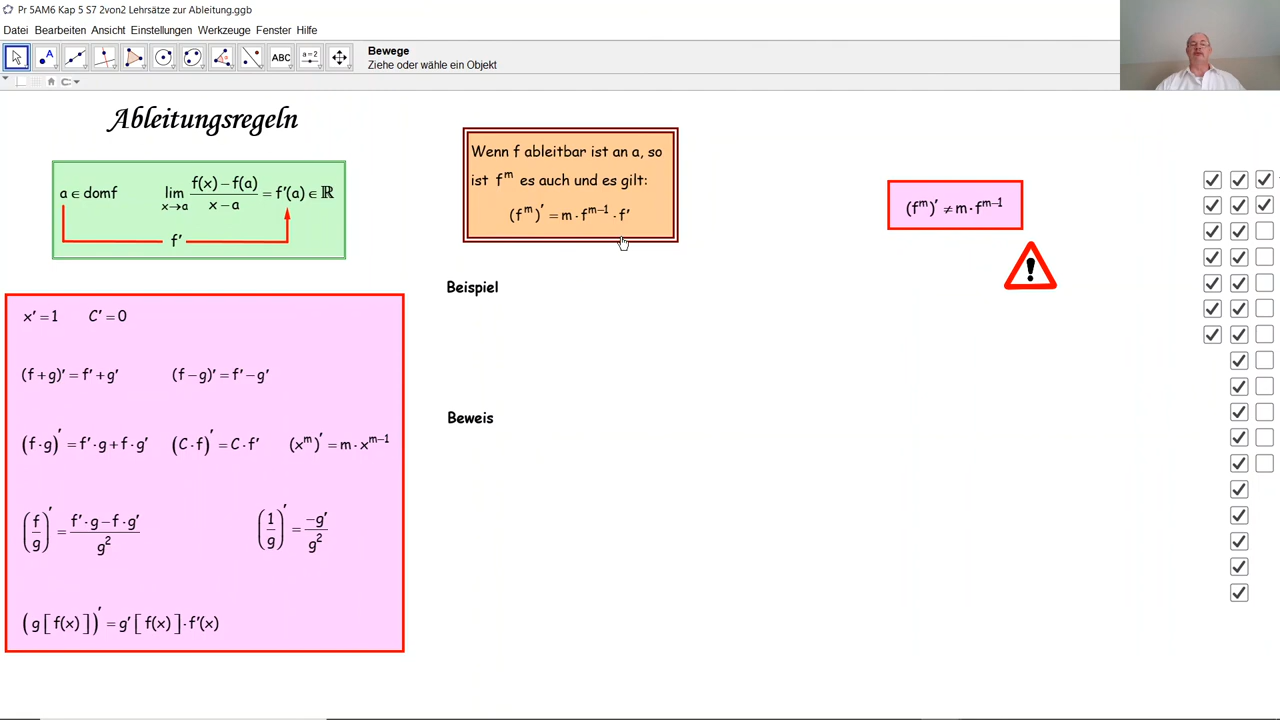 Pr 5AM6 Kap 5 S7 2von2 Lehrsätze zur Ableitung.ggb
Datei Bearbeiten Ansicht Einstellungen Werkzeuge Fenster Hilfe
A ABC a=2
Bewege
Ziehe oder wähle ein Objekt
Ableitungsregeln
a ∈ domf lim x→a (f(x) − f(a))/(x − a) = f'(a) ∈ ℝ
f'
x' = 1 C' = 0
(f + g)' = f' + g' (f − g)' = f' − g'
(f · g)' = f' · g + f · g' (C · f)' = C · f' (x^m)' = m · x^(m−1)
(f/g)' = (f' · g − f · g')/g² (1/g)' = −g'/g²
(g[f(x)])' = g'[f(x)] · f'(x)
Wenn f ableitbar ist an a, so
ist f^m es auch und es gilt:
(f^m)' = m · f^(m−1) · f'
Beispiel
Beweis
(f^m)' ≠ m · f^(m−1)
!